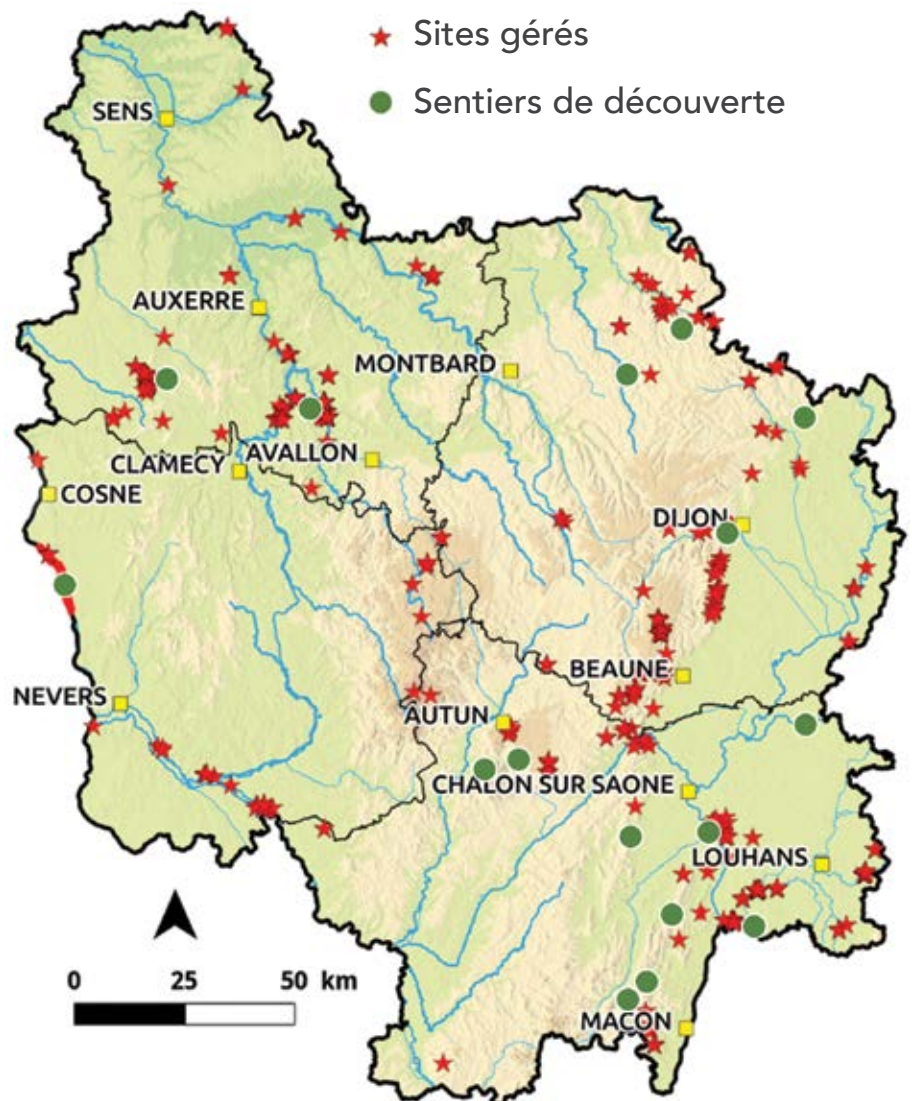 Sites gérés
Sentiers de découverte
SENS
AUXERRE
MONTBARD
CLAMECY
AVALLON
COSNE
DIJON
BEAUNE
NEVERS
AUTUN
CHALON SUR SAONE
LOUHANS
0 25 50 km
MACON